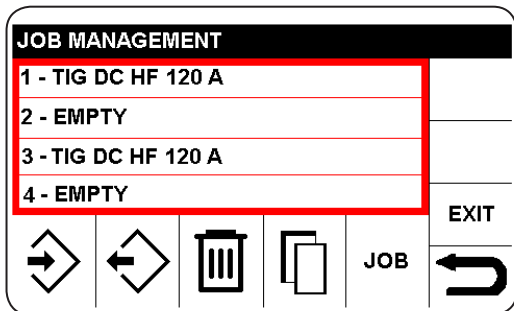 JOB MANAGEMENT
1 - TIG DC HF 120 A
2 - EMPTY
3 - TIG DC HF 120 A
4 - EMPTY
EXIT
JOB